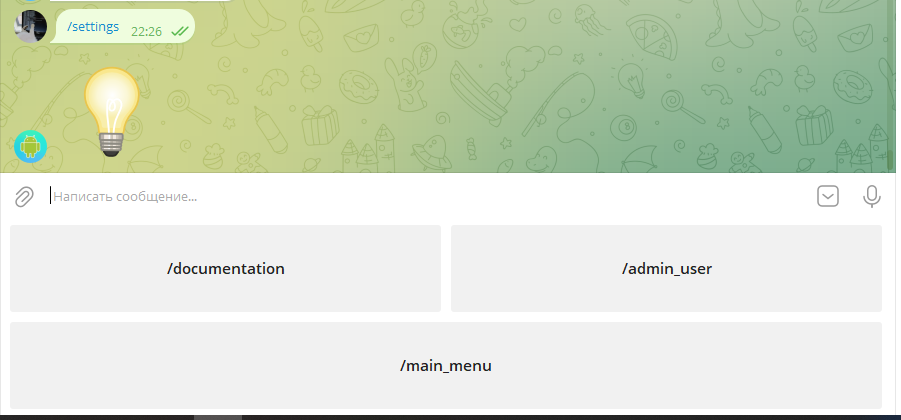 /settings 22:26
Написать сообщение...
/documentation
/admin_user
/main_menu